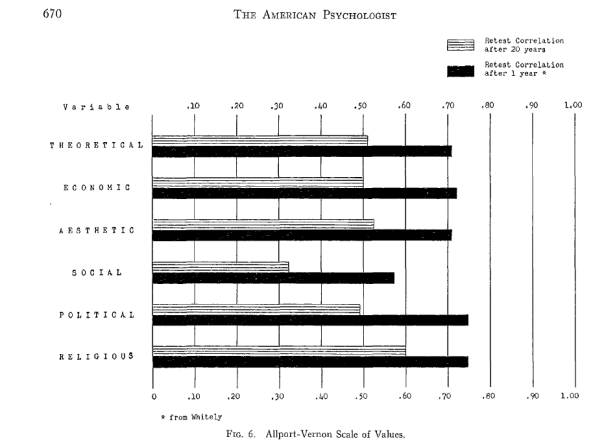 670
THE AMERICAN PSYCHOLOGIST
Retest Correlation
after 20 years
Retest Correlation
after 1 year *
Variable .10 .20 .30 .40 .50 .60 .70 .80 .90 1.00
THEORETICAL
ECONOMIC
AESTHETIC
SOCIAL
POLITICAL
RELIGIOUS
0 .10 .20 .30 .40 .50 .60 .70 .80 .90 1.00
* from Whitely
FIG. 6. Allport-Vernon Scale of Values.